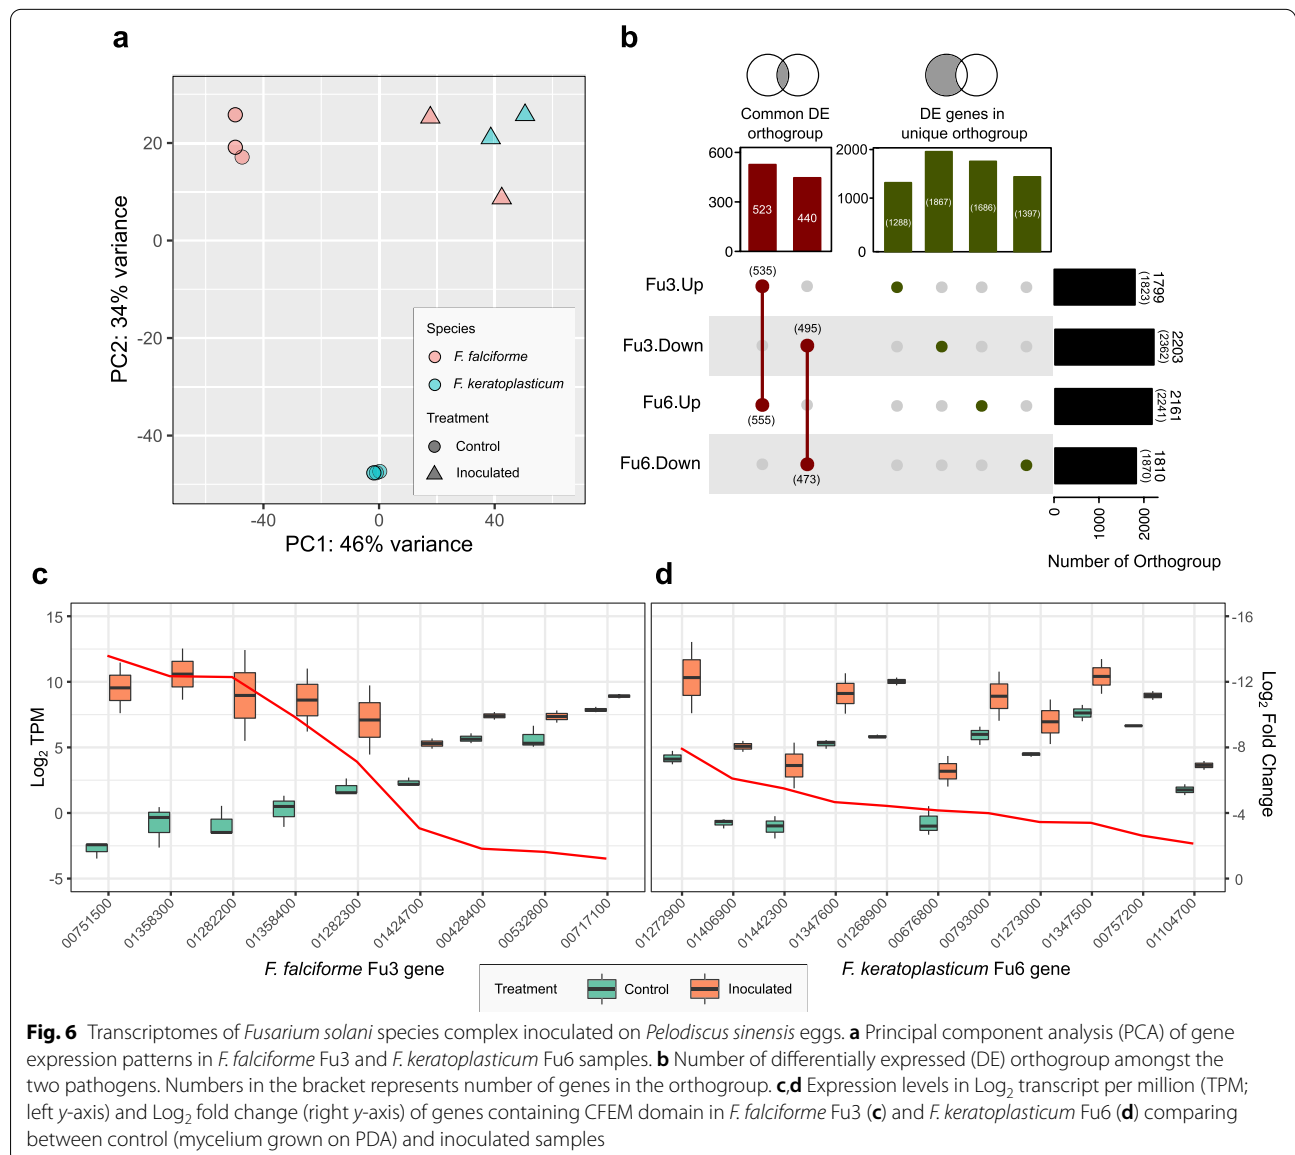 a
20
0
-20
-40
PC2: 34% variance
-40
0
40
PC1: 46% variance
Species
F. falciforme
F. keratoplasticum
Treatment
Control
Inoculated
b
Common DE
orthogroup
DE genes in
unique orthogroup
600
300
0
523
440
2000
1000
0
(1288)
(1867)
(1686)
(1397)
Fu3.Up
(535)
1799
(1823)
Fu3.Down
(495)
2203
(2362)
Fu6.Up
(555)
2161
(2241)
Fu6.Down
(473)
1810
(1870)
0
1000
2000
Number of Orthogroup
c
15
10
5
0
-5
Log2 TPM
00751500
01358300
01282200
01358400
01282300
01424700
00428400
00532800
00717100
F. falciforme Fu3 gene
d
-16
-12
-8
-4
0
Log2 Fold Change
01272900
01406900
01442300
01347600
01268900
00676800
00793000
01273000
01347500
00757200
01104700
F. keratoplasticum Fu6 gene
Treatment
Control
Inoculated
Fig. 6 Transcriptomes of Fusarium solani species complex inoculated on Pelodiscus sinensis eggs. a Principal component analysis (PCA) of gene
expression patterns in F. falciforme Fu3 and F. keratoplasticum Fu6 samples. b Number of differentially expressed (DE) orthogroup amongst the
two pathogens. Numbers in the bracket represents number of genes in the orthogroup. c,d Expression levels in Log2 transcript per million (TPM;
left y-axis) and Log2 fold change (right y-axis) of genes containing CFEM domain in F. falciforme Fu3 (c) and F. keratoplasticum Fu6 (d) comparing
between control (mycelium grown on PDA) and inoculated samples